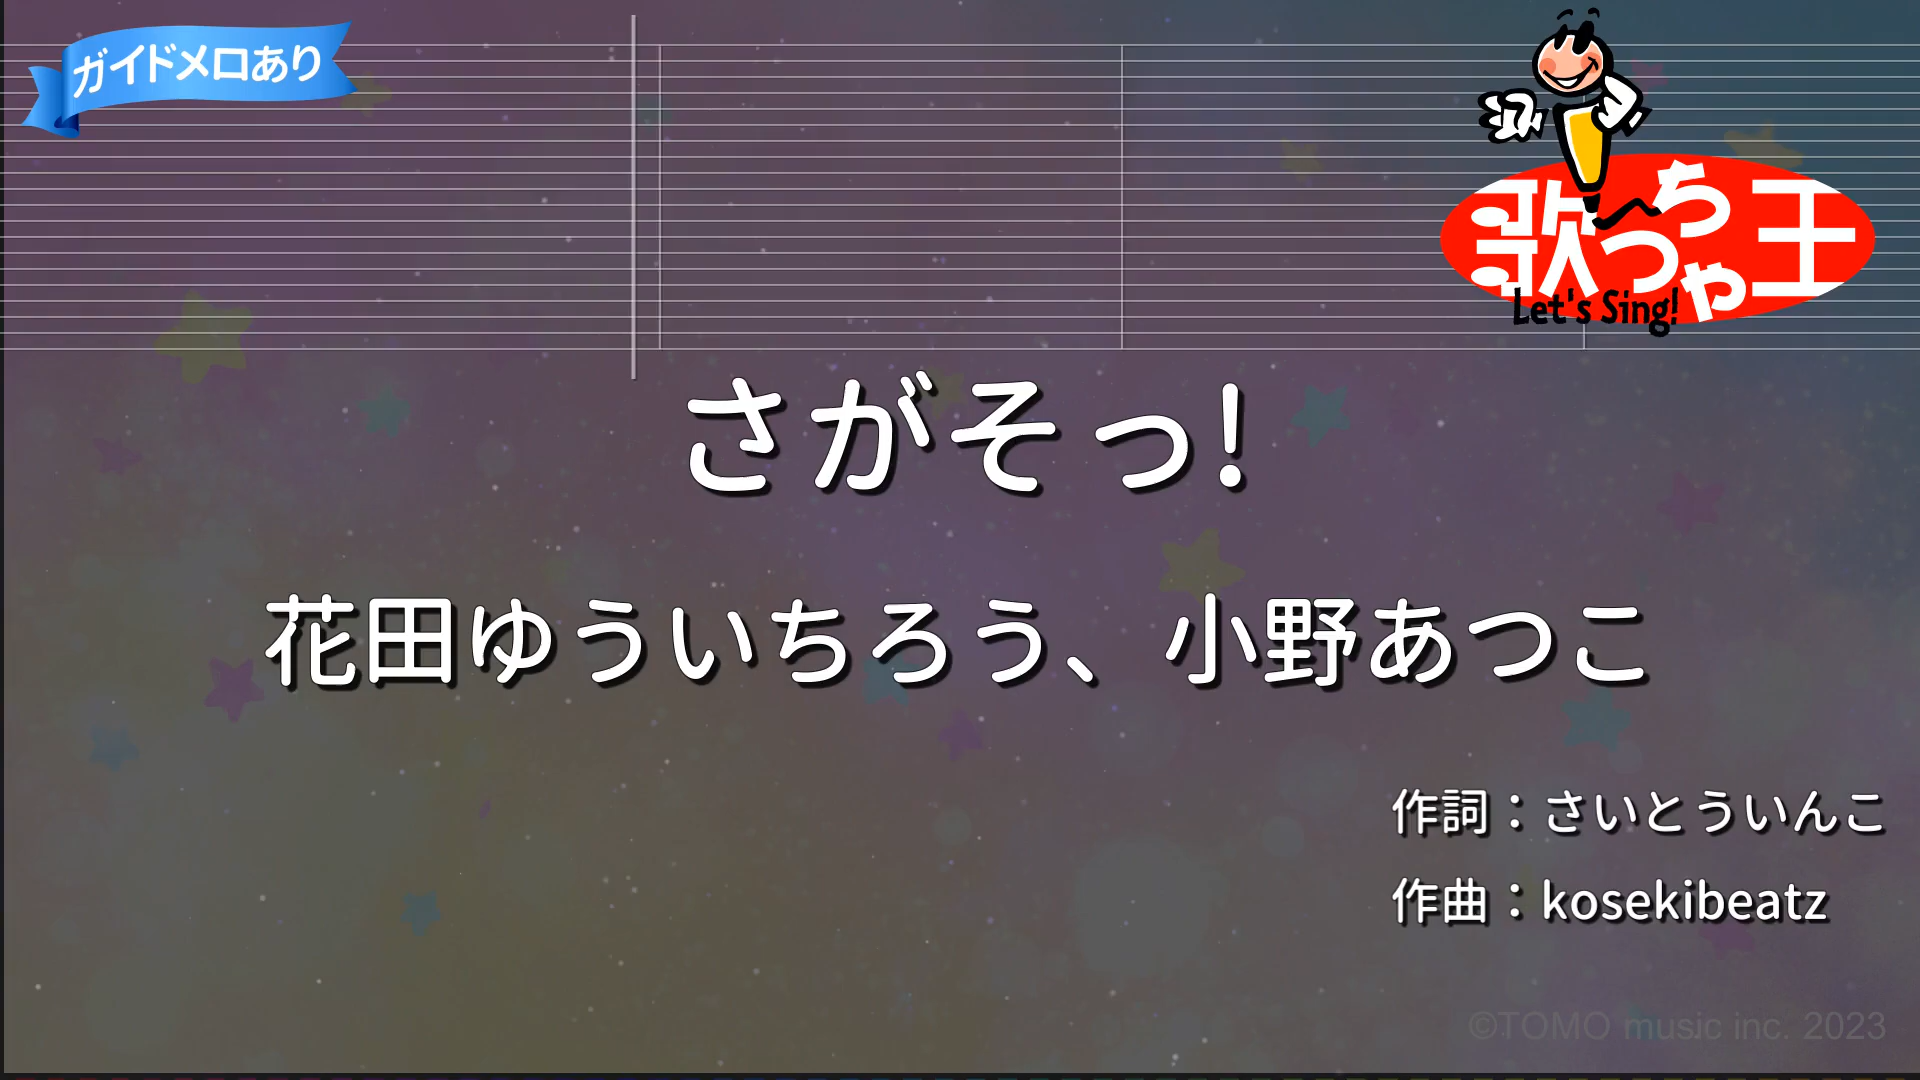 ガイドメロあり
歌っちゃ王
Let's Sing!
さがそっ!
花田ゆういちろう、小野あつこ
作詞：さいとういんこ
作曲：kosekibeatz
©TOMO music inc. 2023